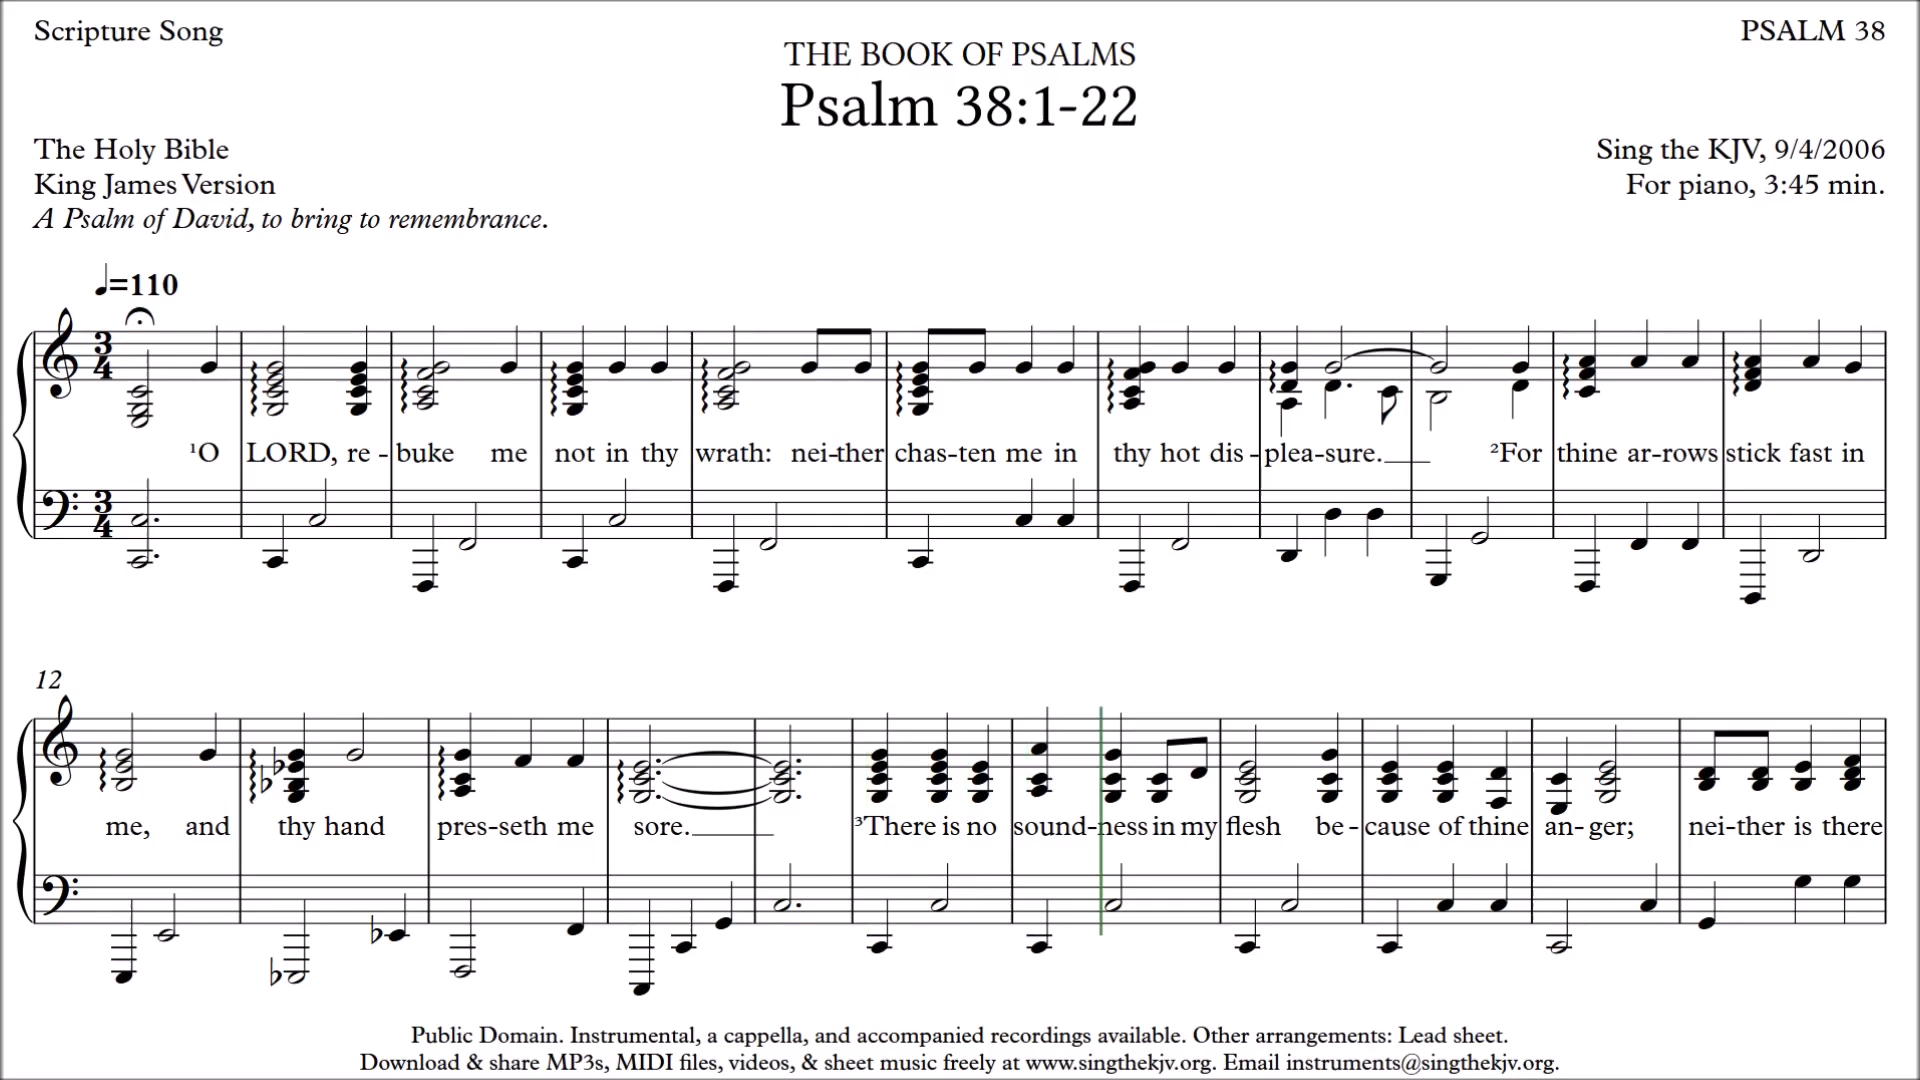 Scripture Song
PSALM 38
THE BOOK OF PSALMS
Psalm 38:1-22
The Holy Bible
Sing the KJV, 9/4/2006
King James Version
For piano, 3:45 min.
A Psalm of David, to bring to remembrance.
♩=110
3 4
¹O LORD, re - buke me not in thy wrath: nei-ther chas-ten me in thy hot dis - plea-sure.____ ²For thine ar-rows stick fast in
3 4
12
me, and thy hand pres-seth me sore.______ ³There is no sound-ness in my flesh be - cause of thine an- ger; nei-ther is there
Public Domain. Instrumental, a cappella, and accompanied recordings available. Other arrangements: Lead sheet.
Download & share MP3s, MIDI files, videos, & sheet music freely at www.singthekjv.org. Email instruments@singthekjv.org.